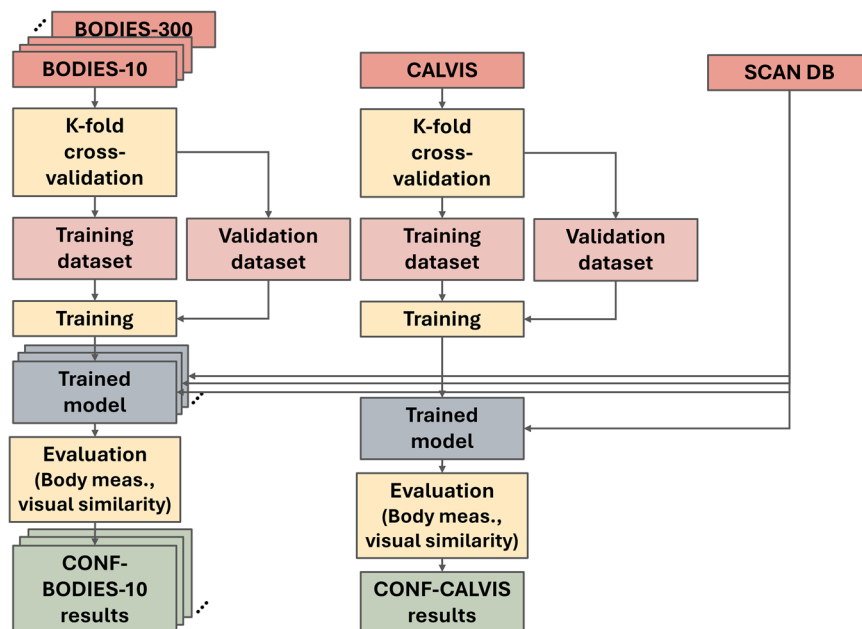 BODIES-300
BODIES-10
K-fold
cross-
validation
Training
dataset
Validation
dataset
Training
Trained
model
Evaluation
(Body meas.,
visual similarity)
CONF-
BODIES-10
results
CALVIS
K-fold
cross-
validation
Training
dataset
Validation
dataset
Training
Trained
model
Evaluation
(Body meas.,
visual similarity)
CONF-CALVIS
results
SCAN DB